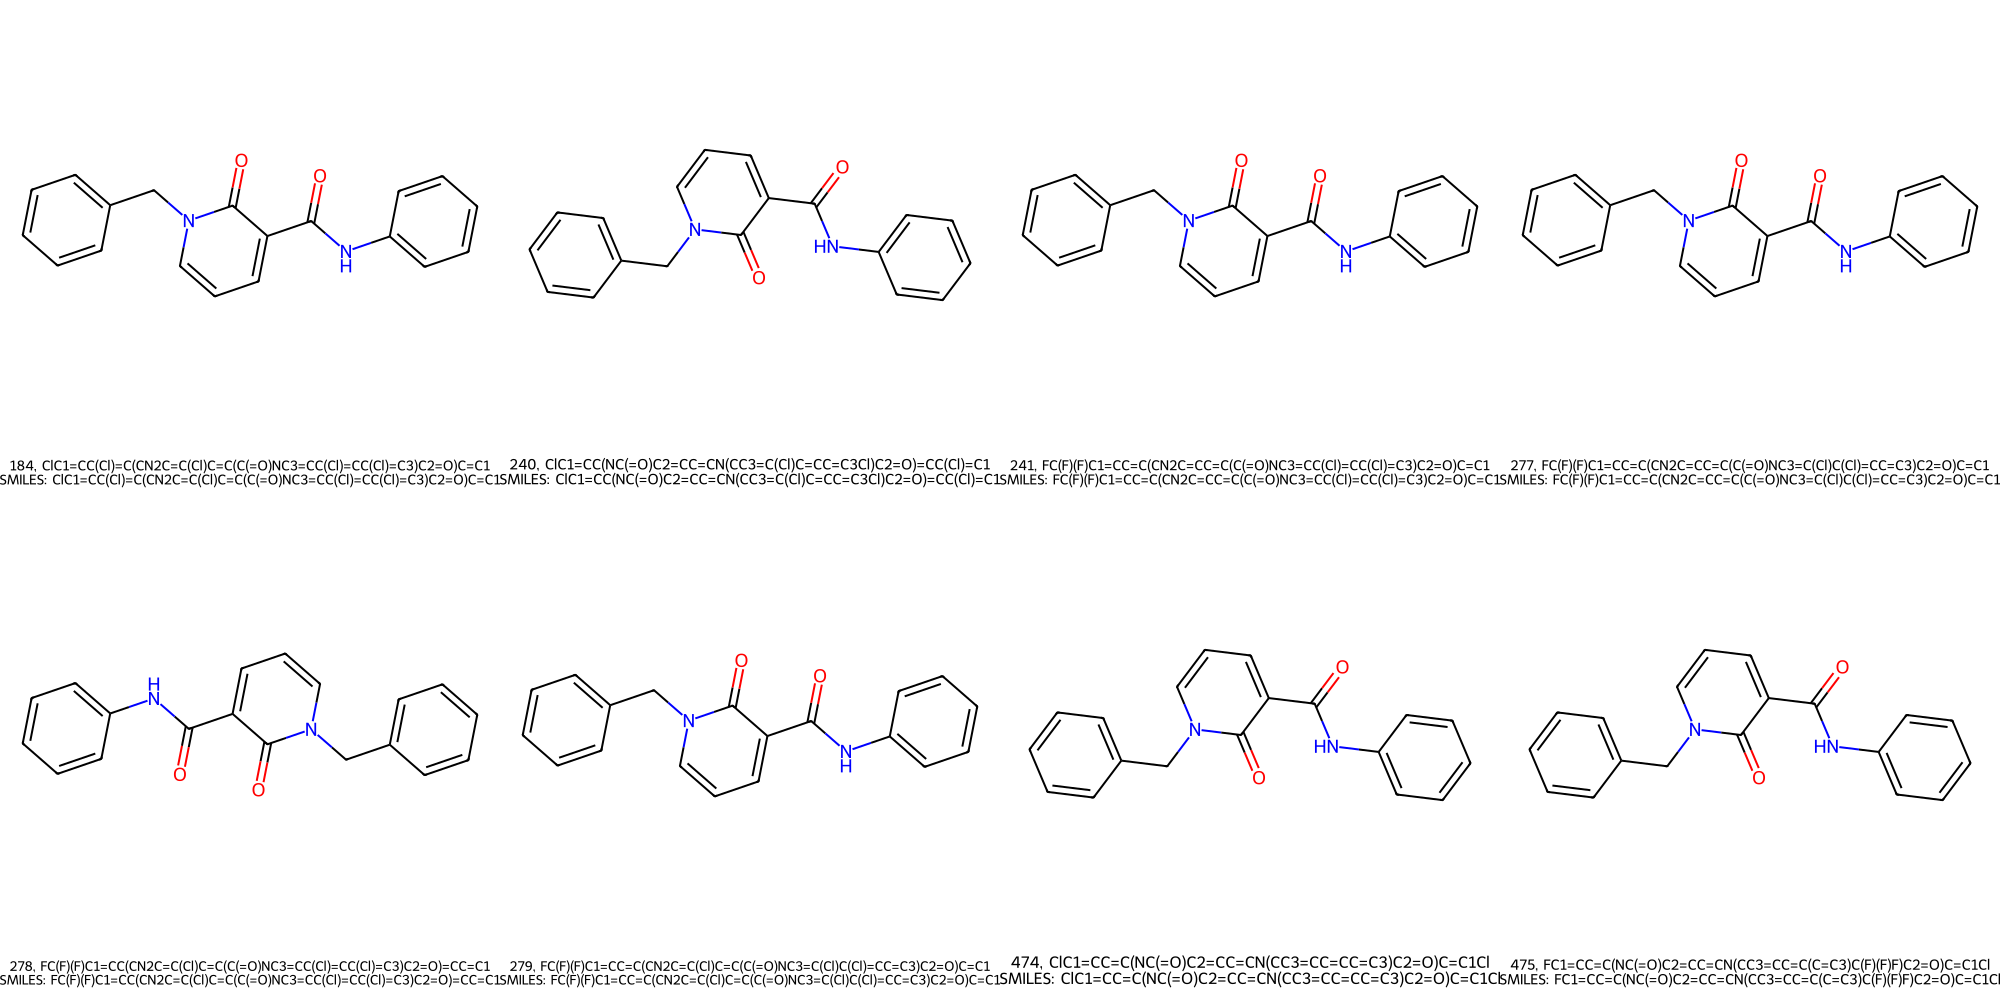 O
O
N
N
H
O
N
HN
O
O
O
N
N
H
O
O
N
N
H
184, ClC1=CC(Cl)=C(CN2C=C(Cl)C=C(C(=O)NC3=CC(Cl)=CC(Cl)=C3)C2=O)C=C1
SMILES: ClC1=CC(Cl)=C(CN2C=C(Cl)C=C(C(=O)NC3=CC(Cl)=CC(Cl)=C3)C2=O)C=C1
240, ClC1=CC(NC(=O)C2=CC=CN(CC3=C(Cl)C=CC=C3Cl)C2=O)=CC(Cl)=C1
SMILES: ClC1=CC(NC(=O)C2=CC=CN(CC3=C(Cl)C=CC=C3Cl)C2=O)=CC(Cl)=C1
241, FC(F)(F)C1=CC=C(CN2C=CC=C(C(=O)NC3=CC(Cl)=CC(Cl)=C3)C2=O)C=C1
SMILES: FC(F)(F)C1=CC=C(CN2C=CC=C(C(=O)NC3=CC(Cl)=CC(Cl)=C3)C2=O)C=C1
277, FC(F)(F)C1=CC=C(CN2C=CC=C(C(=O)NC3=C(Cl)C(Cl)=CC=C3)C2=O)C=C1
SMILES: FC(F)(F)C1=CC=C(CN2C=CC=C(C(=O)NC3=C(Cl)C(Cl)=CC=C3)C2=O)C=C1
H
N
O
O
N
O
O
N
N
H
O
N
HN
O
O
N
HN
O
278, FC(F)(F)C1=CC(CN2C=C(Cl)C=C(C(=O)NC3=CC(Cl)=CC(Cl)=C3)C2=O)=CC=C1
SMILES: FC(F)(F)C1=CC(CN2C=C(Cl)C=C(C(=O)NC3=CC(Cl)=CC(Cl)=C3)C2=O)=CC=C1
279, FC(F)(F)C1=CC=C(CN2C=C(Cl)C=C(C(=O)NC3=C(Cl)C(Cl)=CC=C3)C2=O)C=C1
SMILES: FC(F)(F)C1=CC=C(CN2C=C(Cl)C=C(C(=O)NC3=C(Cl)C(Cl)=CC=C3)C2=O)C=C1
474, ClC1=CC=C(NC(=O)C2=CC=CN(CC3=CC=CC=C3)C2=O)C=C1Cl
SMILES: ClC1=CC=C(NC(=O)C2=CC=CN(CC3=CC=CC=C3)C2=O)C=C1Cl
475, FC1=CC=C(NC(=O)C2=CC=CN(CC3=CC=C(C=C3)C(F)(F)F)C2=O)C=C1Cl
SMILES: FC1=CC=C(NC(=O)C2=CC=CN(CC3=CC=C(C=C3)C(F)(F)F)C2=O)C=C1Cl